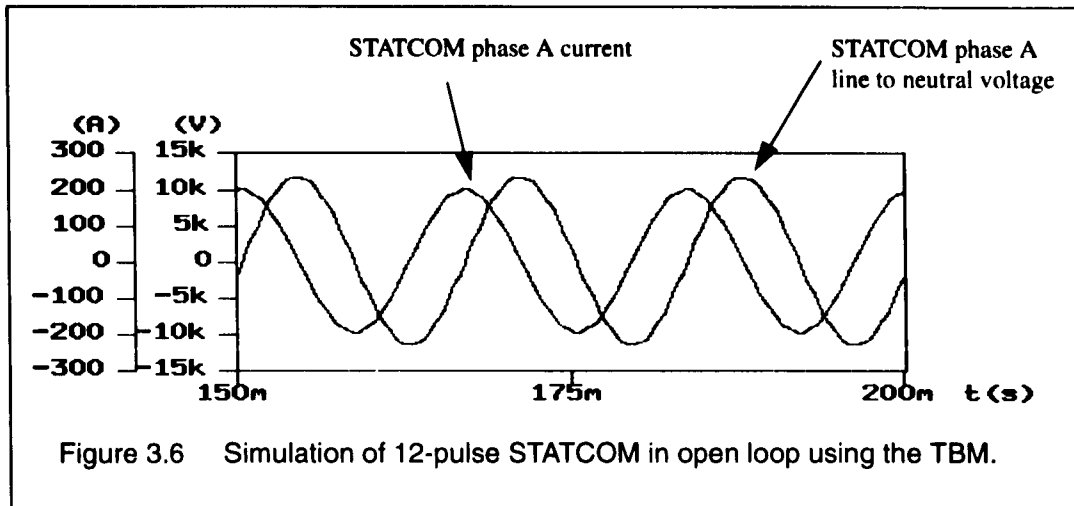 STATCOM phase A current
STATCOM phase A
line to neutral voltage
(A) (V)
300 15k
200 10k
100 5k
0 0
-100 -5k
-200 -10k
-300 -15k
150m 175m 200m t(s)
Figure 3.6 Simulation of 12-pulse STATCOM in open loop using the TBM.